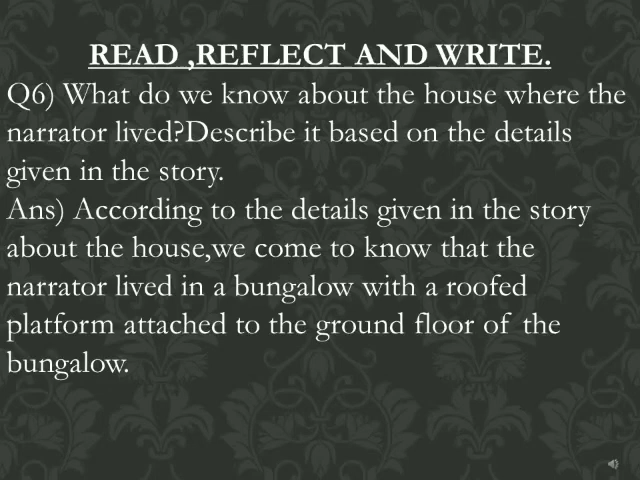 READ ,REFLECT AND WRITE.
Q6) What do we know about the house where the
narrator lived?Describe it based on the details
given in the story.
Ans) According to the details given in the story
about the house,we come to know that the
narrator lived in a bungalow with a roofed
platform attached to the ground floor of the
bungalow.